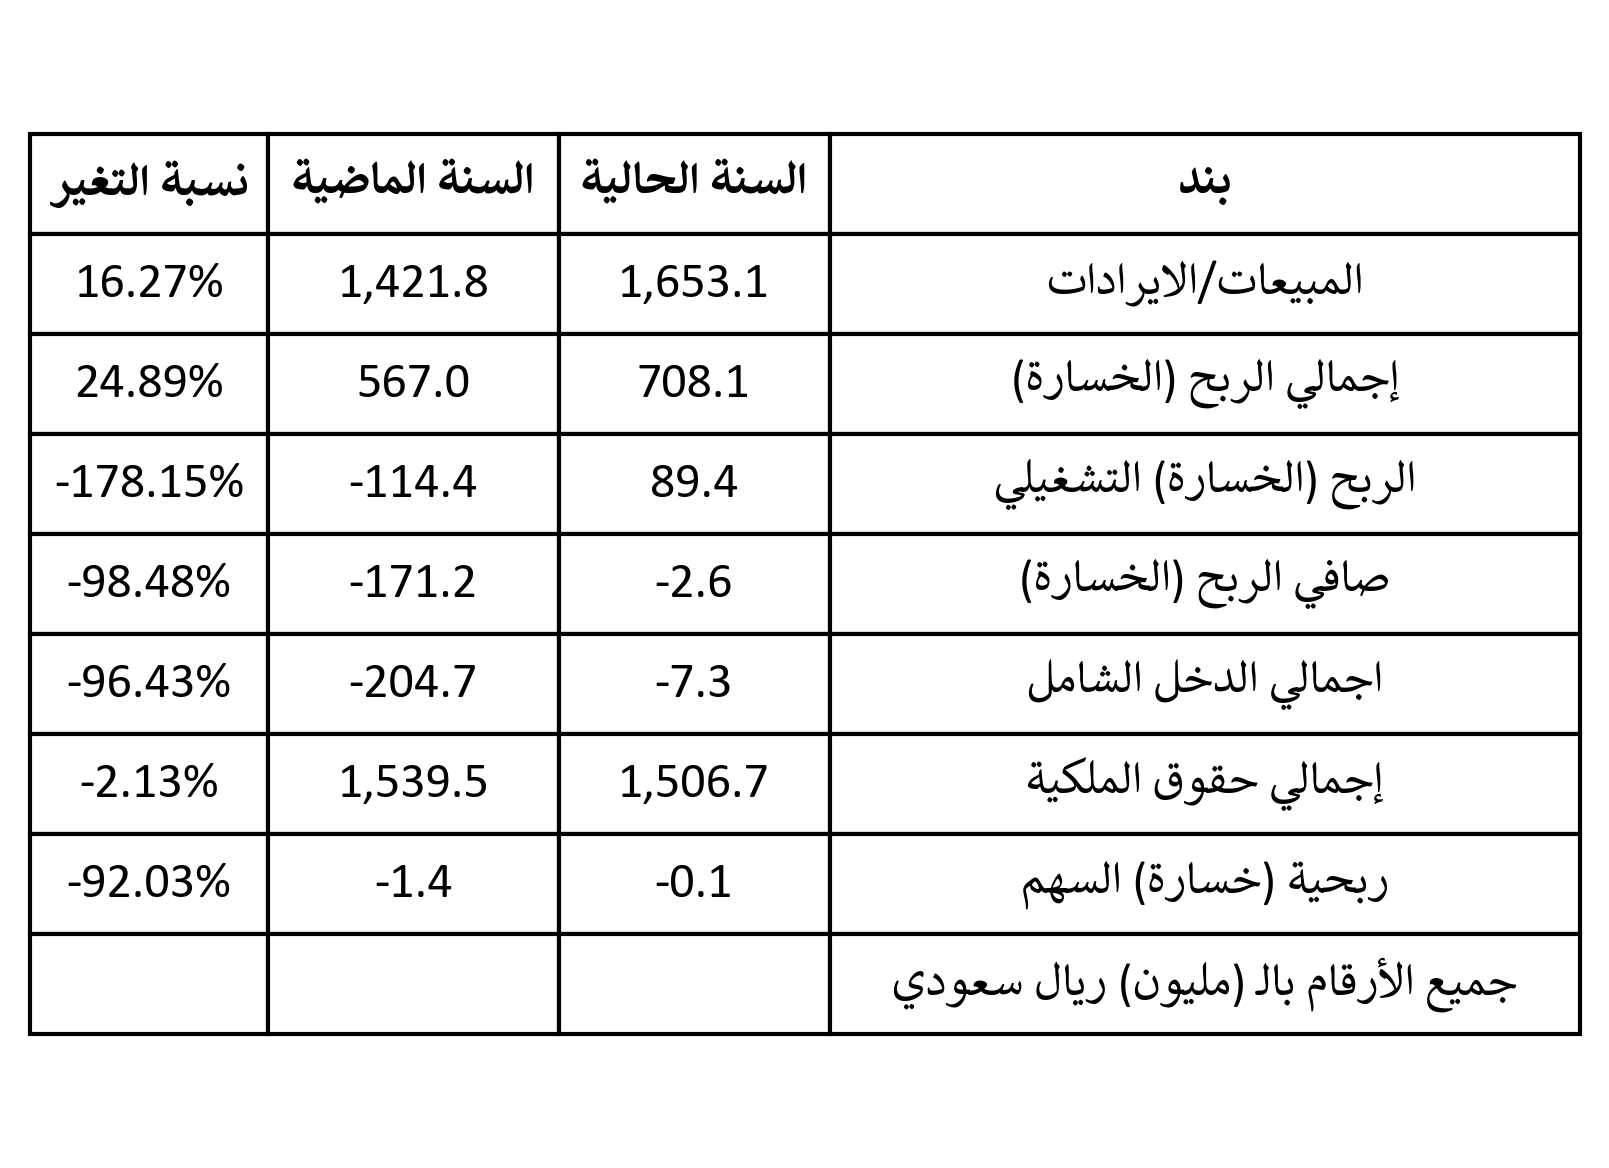 بند السنة الحالية السنة الماضية نسبة التغير
المبيعات/الايرادات 1,653.1 1,421.8 16.27%
إجمالي الربح (الخسارة) 708.1 567.0 24.89%
الربح (الخسارة) التشغيلي 89.4 -114.4 -178.15%
صافي الربح (الخسارة) -2.6 -171.2 -98.48%
اجمالي الدخل الشامل -7.3 -204.7 -96.43%
إجمالي حقوق الملكية 1,506.7 1,539.5 -2.13%
ربحية (خسارة) السهم -0.1 -1.4 -92.03%
جميع الأرقام بالـ (مليون) ريال سعودي